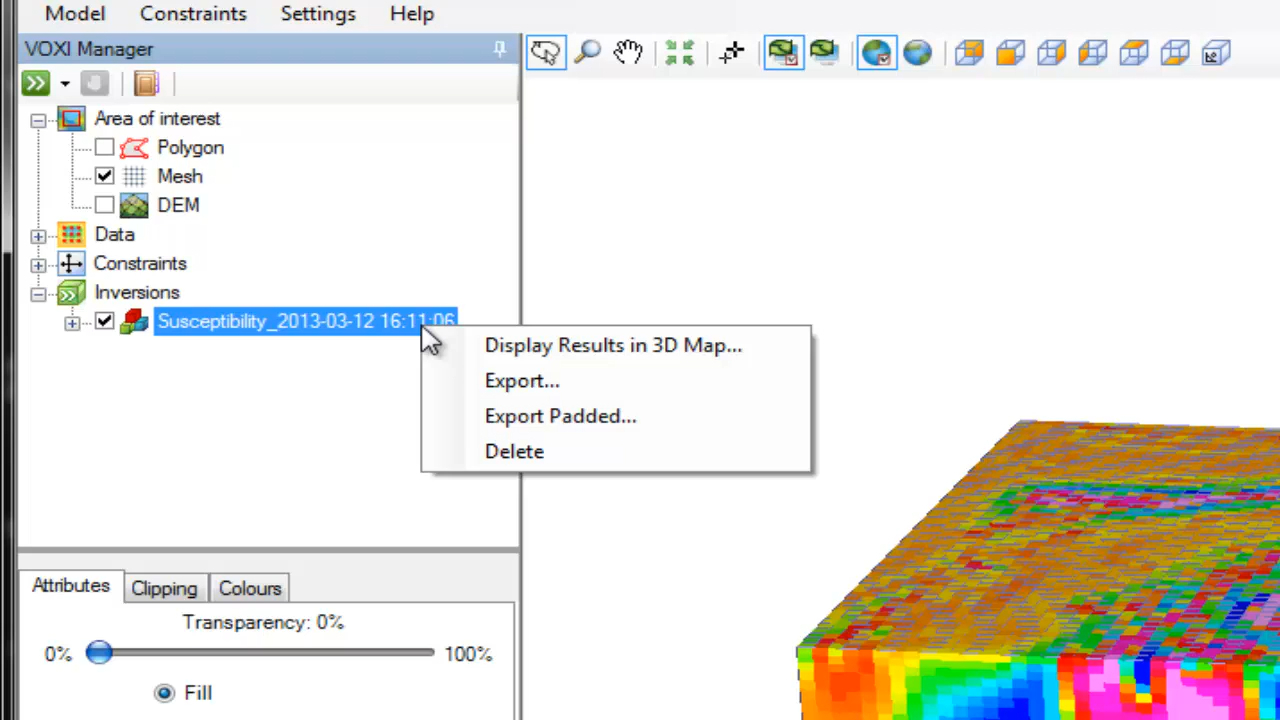 Model Constraints Settings Help
VOXI Manager
Area of interest
Polygon
Mesh
DEM
Data
Constraints
Inversions
Susceptibility_2013-03-12 16:11:06
Display Results in 3D Map...
Export...
Export Padded...
Delete
Attributes Clipping Colours
Transparency: 0%
0% 100%
Fill